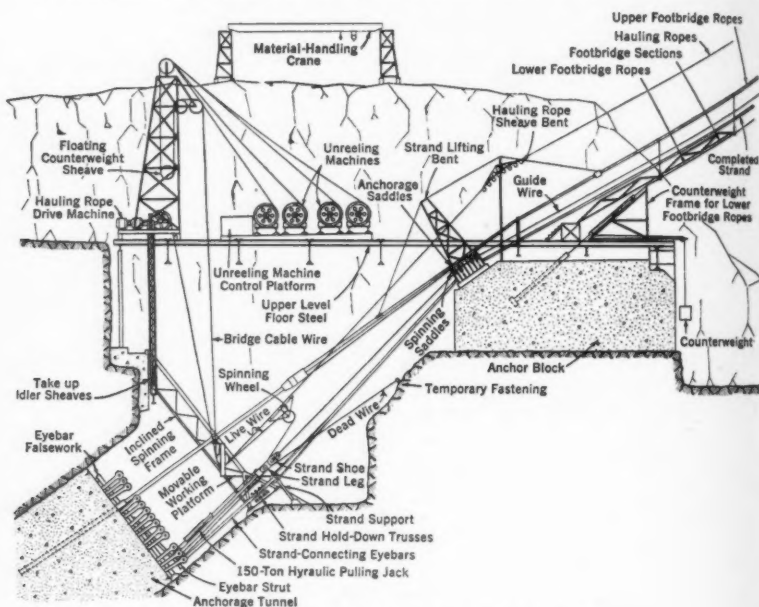 Material-Handling
Crane
Upper Footbridge Ropes
Hauling Ropes
Footbridge Sections
Lower Footbridge Ropes
Hauling Rope
Sheave Bent
Strand Lifting
Bent
Floating
Counterweight
Sheave
Unreeling
Machines
Anchorage
Saddles
Guide
Wire
Completed
Strand
Counterweight
Frame for Lower
Footbridge Ropes
Hauling Rope
Drive Machine
Unreeling Machine
Control Platform
Upper Level
Floor Steel
Bridge Cable Wire
Spinning
Saddles
Counterweight
Anchor Block
Temporary Fastening
Take up
Idler Sheaves
Spinning
Wheel
Live Wire
Dead Wire
Eyebar
Falsework
Inclined
Spinning
Frame
Movable
Working
Platform
Strand Shoe
Strand Leg
Strand Support
Strand Hold-Down Trusses
Strand-Connecting Eyebars
150-Ton Hyraulic Pulling Jack
Eyebar Strut
Anchorage Tunnel